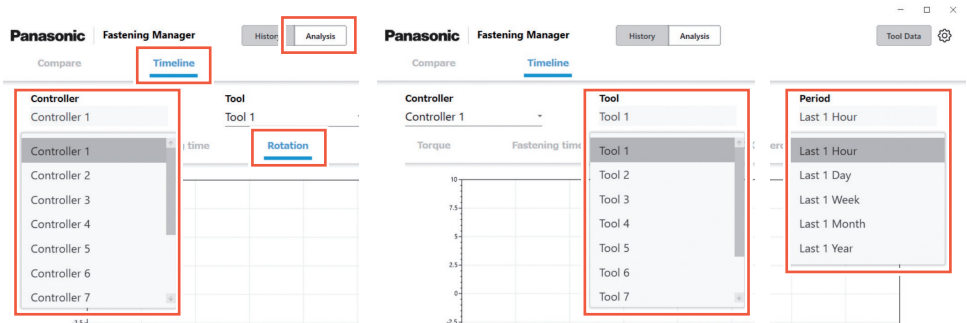 Panasonic Fastening Manager History Analysis
Compare Timeline
Controller Tool
Controller 1 Tool 1
Controller 1
Controller 2
Controller 3
Controller 4
Controller 5
Controller 6
Controller 7
time Rotation
Panasonic Fastening Manager History Analysis
Compare Timeline
Controller Tool
Controller 1 Tool 1
Torque Fastening time
Tool 1
Tool 2
Tool 3
Tool 4
Tool 5
Tool 6
Tool 7
10
7.5
5
2.5
0
-2.5
Tool Data
Period
Last 1 Hour
Last 1 Hour
Last 1 Day
Last 1 Week
Last 1 Month
Last 1 Year